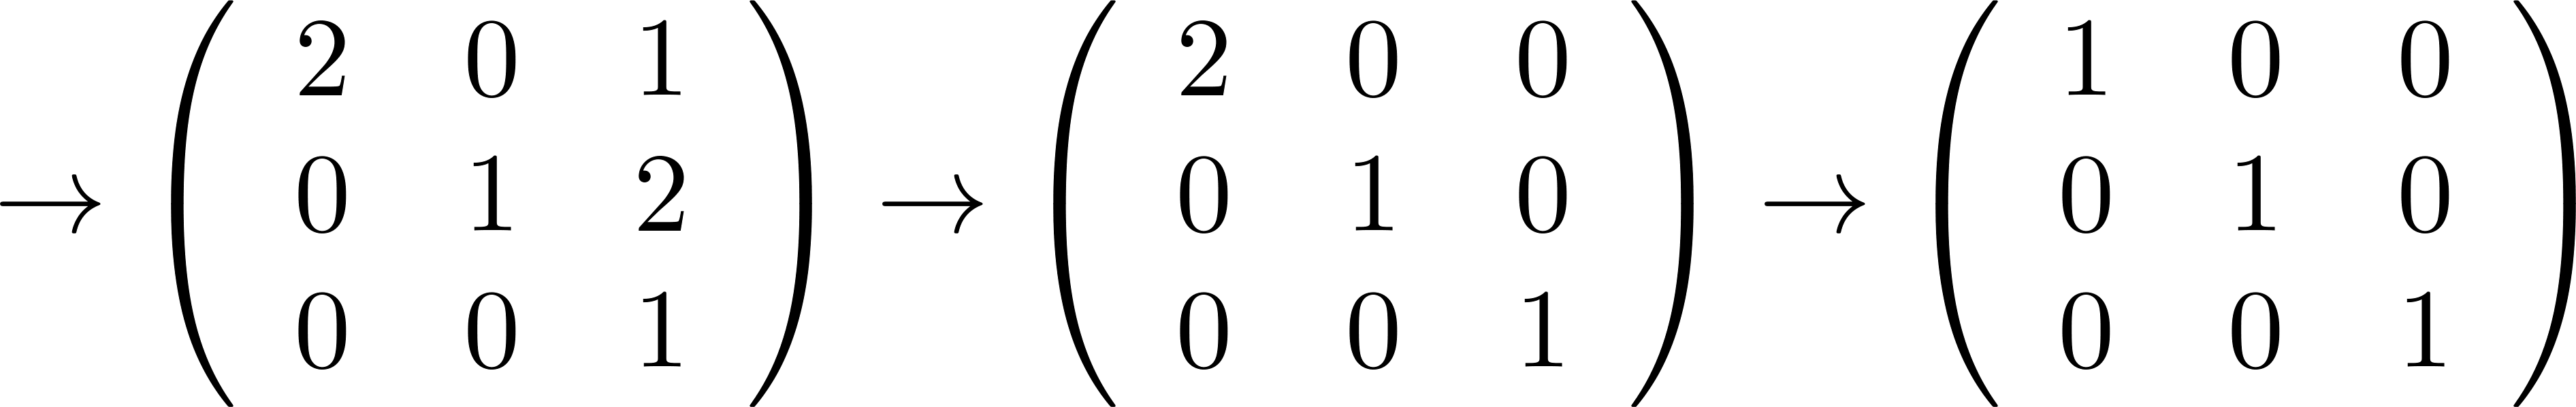 → ( 2 0 1 ) → ( 2 0 0 ) → ( 1 0 0 )
0 1 2 0 1 0 0 1 0
0 0 1 0 0 1 0 0 1